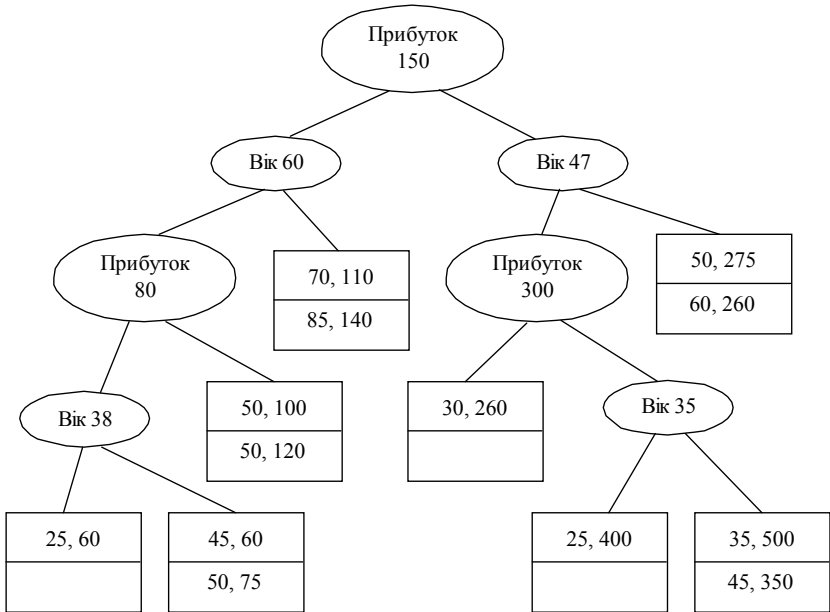 Прибуток
150
Вік 60
Вік 47
Прибуток
80
70, 110
85, 140
Прибуток
300
50, 275
60, 260
Вік 38
50, 100
50, 120
30, 260
Вік 35
25, 60
45, 60
50, 75
25, 400
35, 500
45, 350